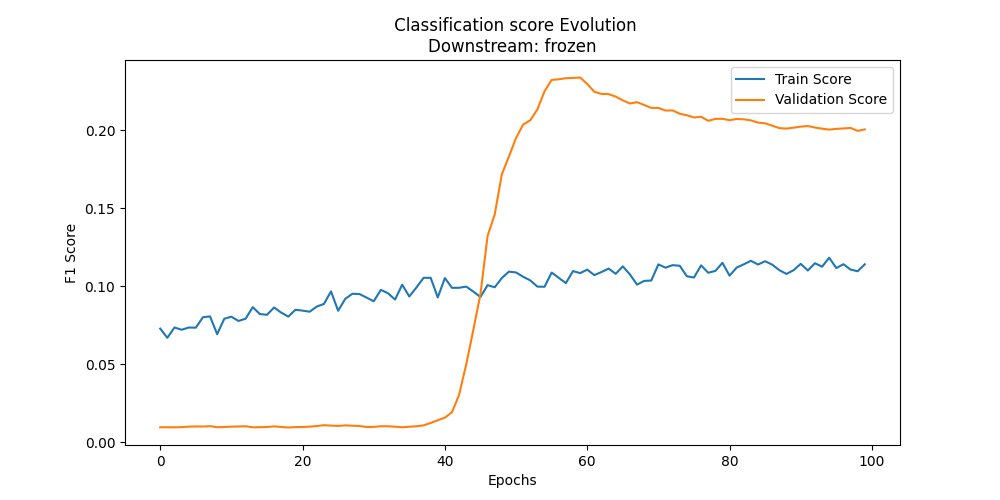 Classification score Evolution
Downstream: frozen
Train Score
Validation Score
0.20
0.15
0.10
0.05
0.00
F1 Score
0 20 40 60 80 100
Epochs